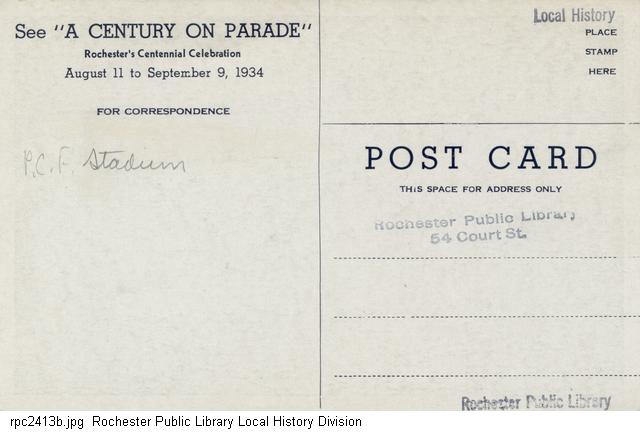 See "A CENTURY ON PARADE"
Rochester's Centennial Celebration
August 11 to September 9, 1934
FOR CORRESPONDENCE
P.C.F. Stadium
Local History
PLACE
STAMP
HERE
POST CARD
THIS SPACE FOR ADDRESS ONLY
Rochester Public Library
54 Court St.
Rochester Public Library
rpc2413b.jpg Rochester Public Library Local History Division